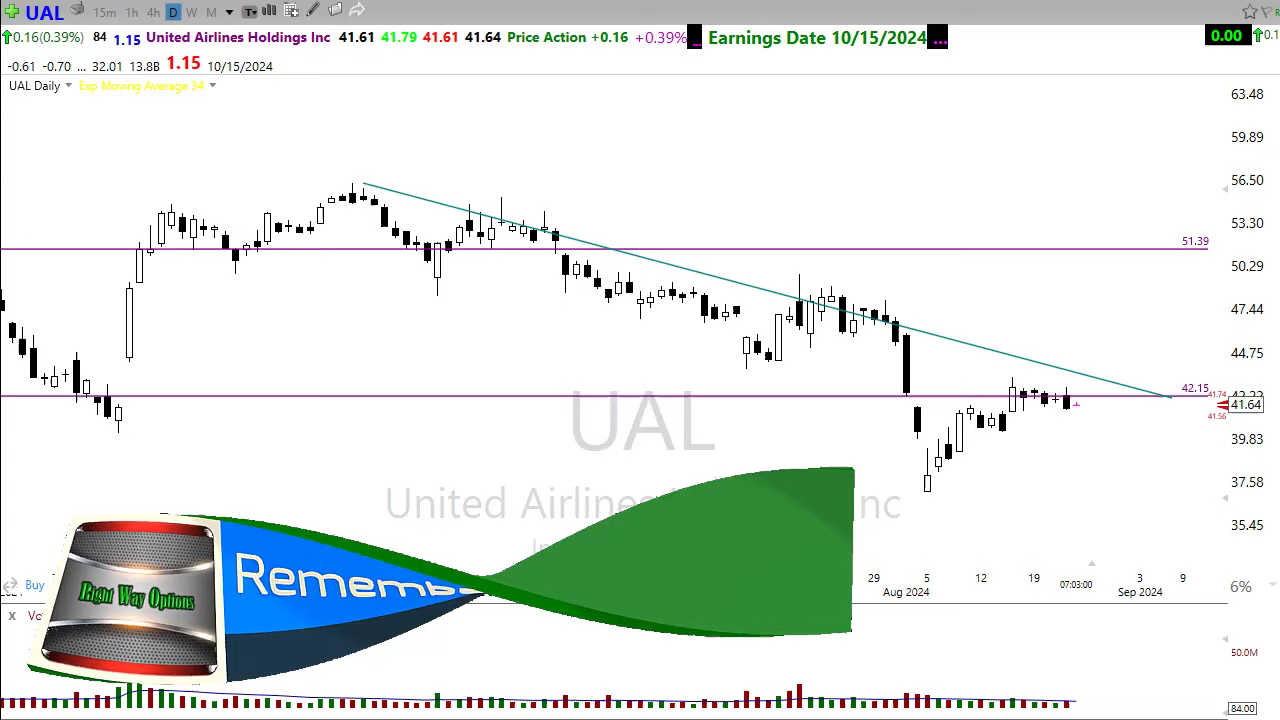 UAL 15m 1h 4h D W M
0.16(0.39%) 84 1.15 United Airlines Holdings Inc 41.61 41.79 41.61 41.64 Price Action +0.16 +0.39% ... Earnings Date 10/15/2024 ... 0.00
-0.61 -0.70 ... 32.01 13.8B 1.15 10/15/2024
UAL Daily Exp Moving Average 34
63.48
59.89
56.50
53.30
51.39
50.29
47.44
44.75
42.15
41.74
41.64
41.56
39.83
37.58
35.45
UAL
Buy
Right Way Options
29 5 12 19 07:03:00 3 9
Aug 2024 Sep 2024
6%
X
50.0M
84.00